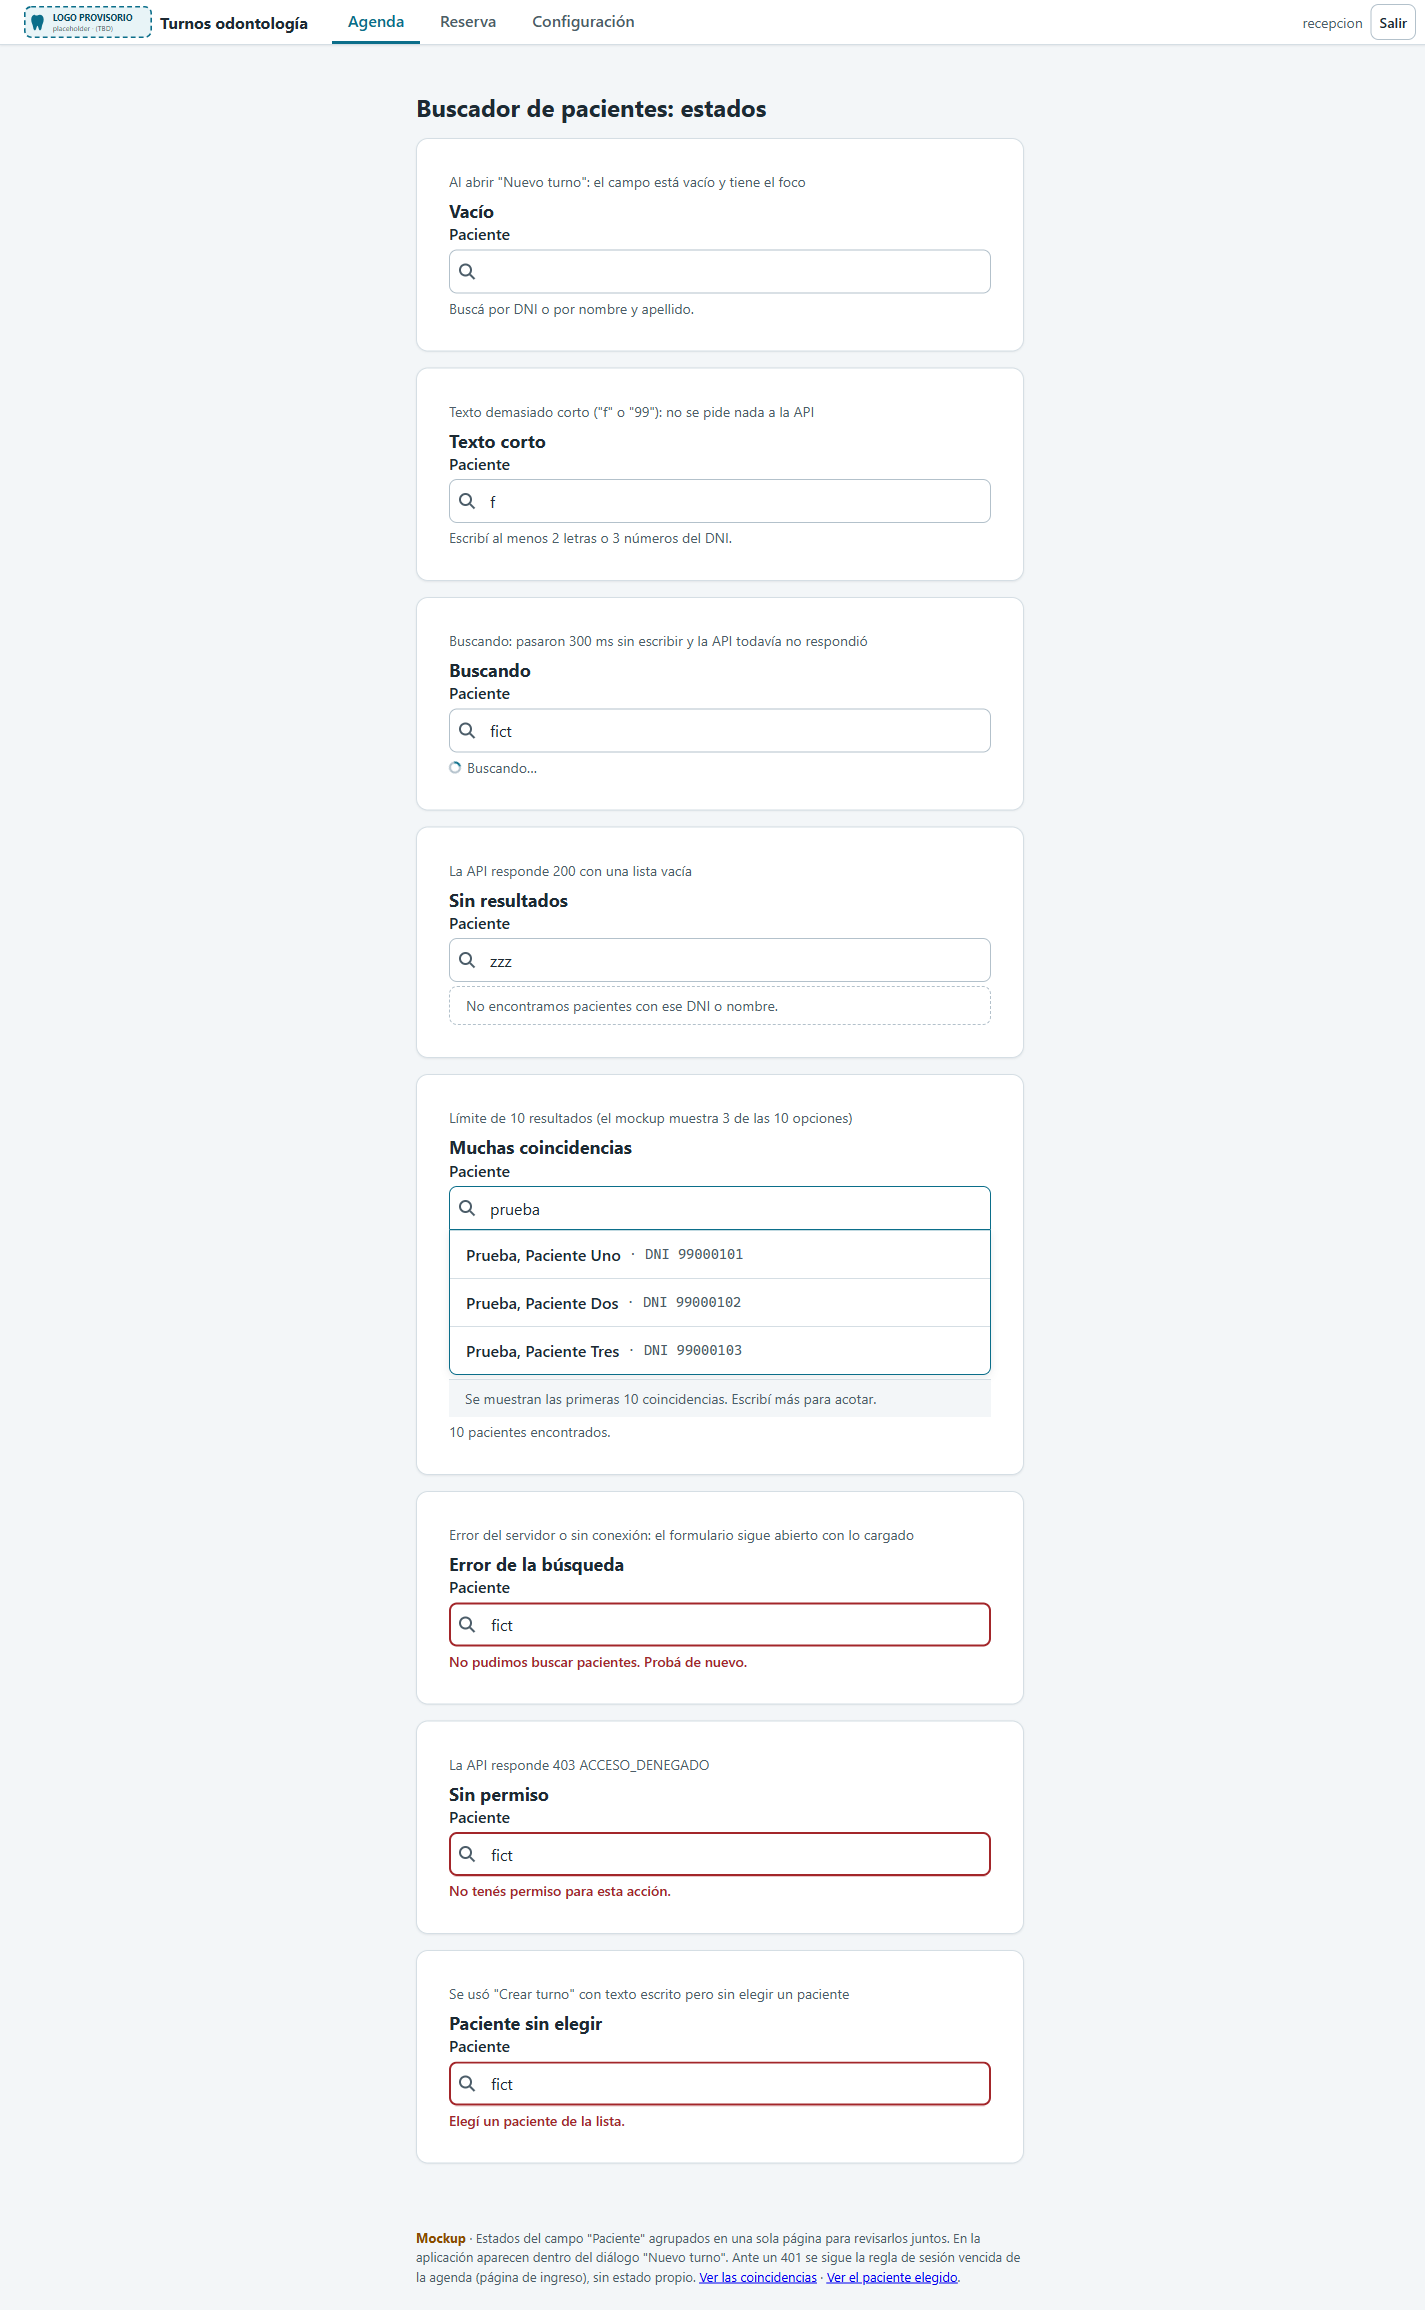 LOGO PROVISORIO
placeholder · (TBD)
Turnos odontología
Agenda
Reserva
Configuración
recepcion
Salir
Buscador de pacientes: estados
Al abrir "Nuevo turno": el campo está vacío y tiene el foco
Vacío
Paciente
Buscá por DNI o por nombre y apellido.
Texto demasiado corto ("f" o "99"): no se pide nada a la API
Texto corto
Paciente
f
Escribí al menos 2 letras o 3 números del DNI.
Buscando: pasaron 300 ms sin escribir y la API todavía no respondió
Buscando
Paciente
fict
Buscando...
La API responde 200 con una lista vacía
Sin resultados
Paciente
zzz
No encontramos pacientes con ese DNI o nombre.
Límite de 10 resultados (el mockup muestra 3 de las 10 opciones)
Muchas coincidencias
Paciente
prueba
Prueba, Paciente Uno · DNI 99000101
Prueba, Paciente Dos · DNI 99000102
Prueba, Paciente Tres · DNI 99000103
Se muestran las primeras 10 coincidencias. Escribí más para acotar.
10 pacientes encontrados.
Error del servidor o sin conexión: el formulario sigue abierto con lo cargado
Error de la búsqueda
Paciente
fict
No pudimos buscar pacientes. Probá de nuevo.
La API responde 403 ACCESO_DENEGADO
Sin permiso
Paciente
fict
No tenés permiso para esta acción.
Se usó "Crear turno" con texto escrito pero sin elegir un paciente
Paciente sin elegir
Paciente
fict
Elegí un paciente de la lista.
Mockup · Estados del campo "Paciente" agrupados en una sola página para revisarlos juntos. En la
aplicación aparecen dentro del diálogo "Nuevo turno". Ante un 401 se sigue la regla de sesión vencida de
la agenda (página de ingreso), sin estado propio. Ver las coincidencias · Ver el paciente elegido.